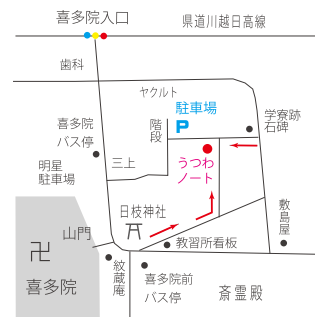 喜多院入口
県道川越日高線
歯科
ヤクルト
駐車場
P
階段
学寮跡
石碑
喜多院
バス停
明星
駐車場
三上
うつわ
ノート
日枝神社
敷島屋
山門
教習所看板
卍
喜多院
紋蔵庵
喜多院前
バス停
斎霊殿